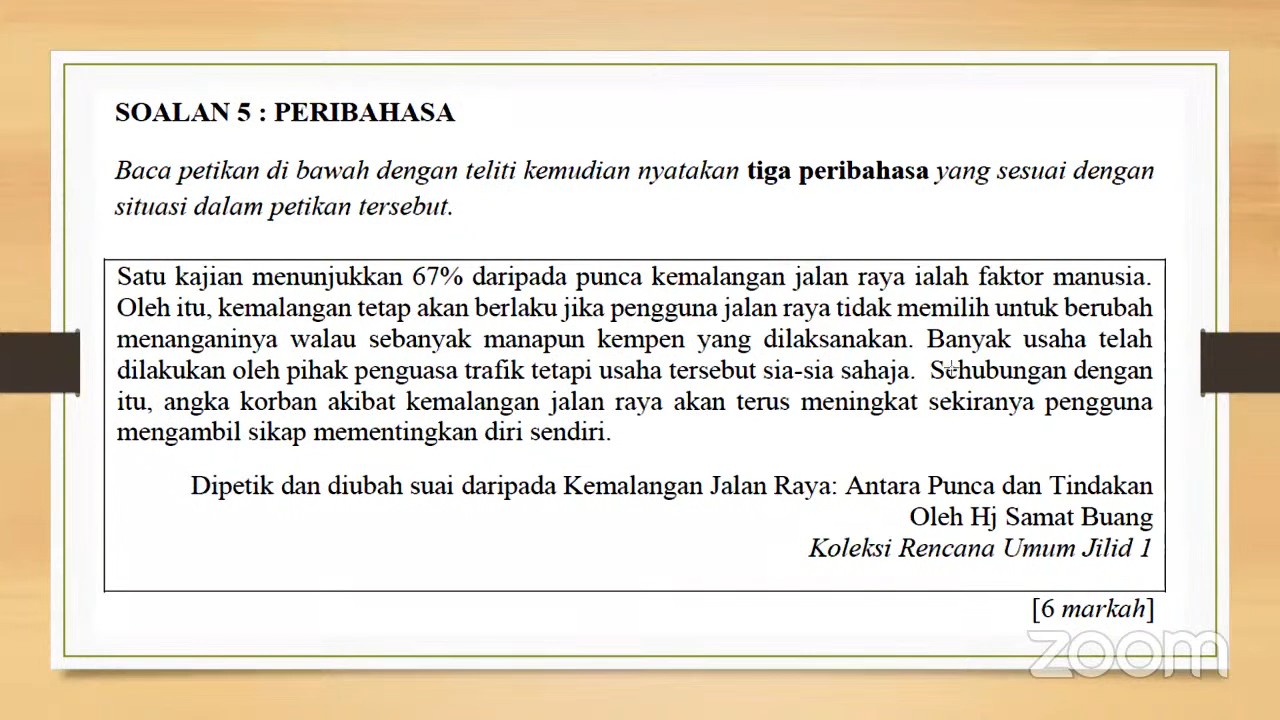 SOALAN 5 : PERIBAHASA
Baca petikan di bawah dengan teliti kemudian nyatakan tiga peribahasa yang sesuai dengan
situasi dalam petikan tersebut.
Satu kajian menunjukkan 67% daripada punca kemalangan jalan raya ialah faktor manusia.
Oleh itu, kemalangan tetap akan berlaku jika pengguna jalan raya tidak memilih untuk berubah
menanganinya walau sebanyak manapun kempen yang dilaksanakan. Banyak usaha telah
dilakukan oleh pihak penguasa trafik tetapi usaha tersebut sia-sia sahaja. Sehubungan dengan
itu, angka korban akibat kemalangan jalan raya akan terus meningkat sekiranya pengguna
mengambil sikap mementingkan diri sendiri.
Dipetik dan diubah suai daripada Kemalangan Jalan Raya: Antara Punca dan Tindakan
Oleh Hj Samat Buang
Koleksi Rencana Umum Jilid 1
[6 markah]
zoom